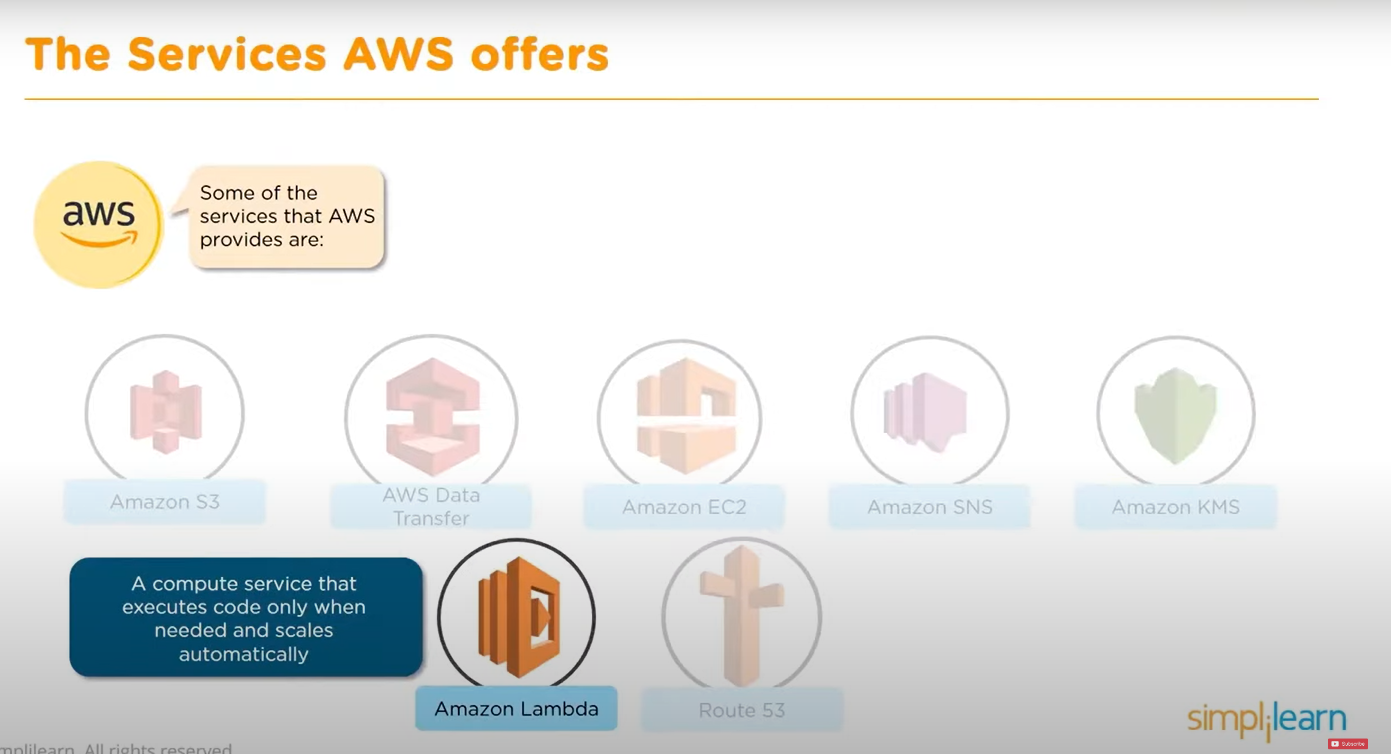 The Services AWS offers
aws
Some of the
services that AWS
provides are:
Amazon S3
AWS Data
Transfer
Amazon EC2
Amazon SNS
Amazon KMS
A compute service that
executes code only when
needed and scales
automatically
Amazon Lambda
Route 53
simplilearn
Subscribe
mplilearn. All rights reserved.